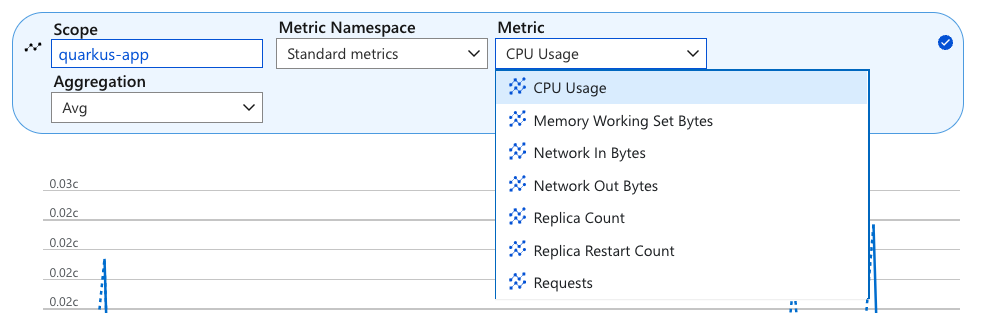 Scope
quarkus-app
Metric Namespace
Standard metrics
Metric
CPU Usage
Aggregation
Avg
CPU Usage
Memory Working Set Bytes
Network In Bytes
Network Out Bytes
Replica Count
Replica Restart Count
Requests
0.03c
0.02c
0.02c
0.02c
0.02c